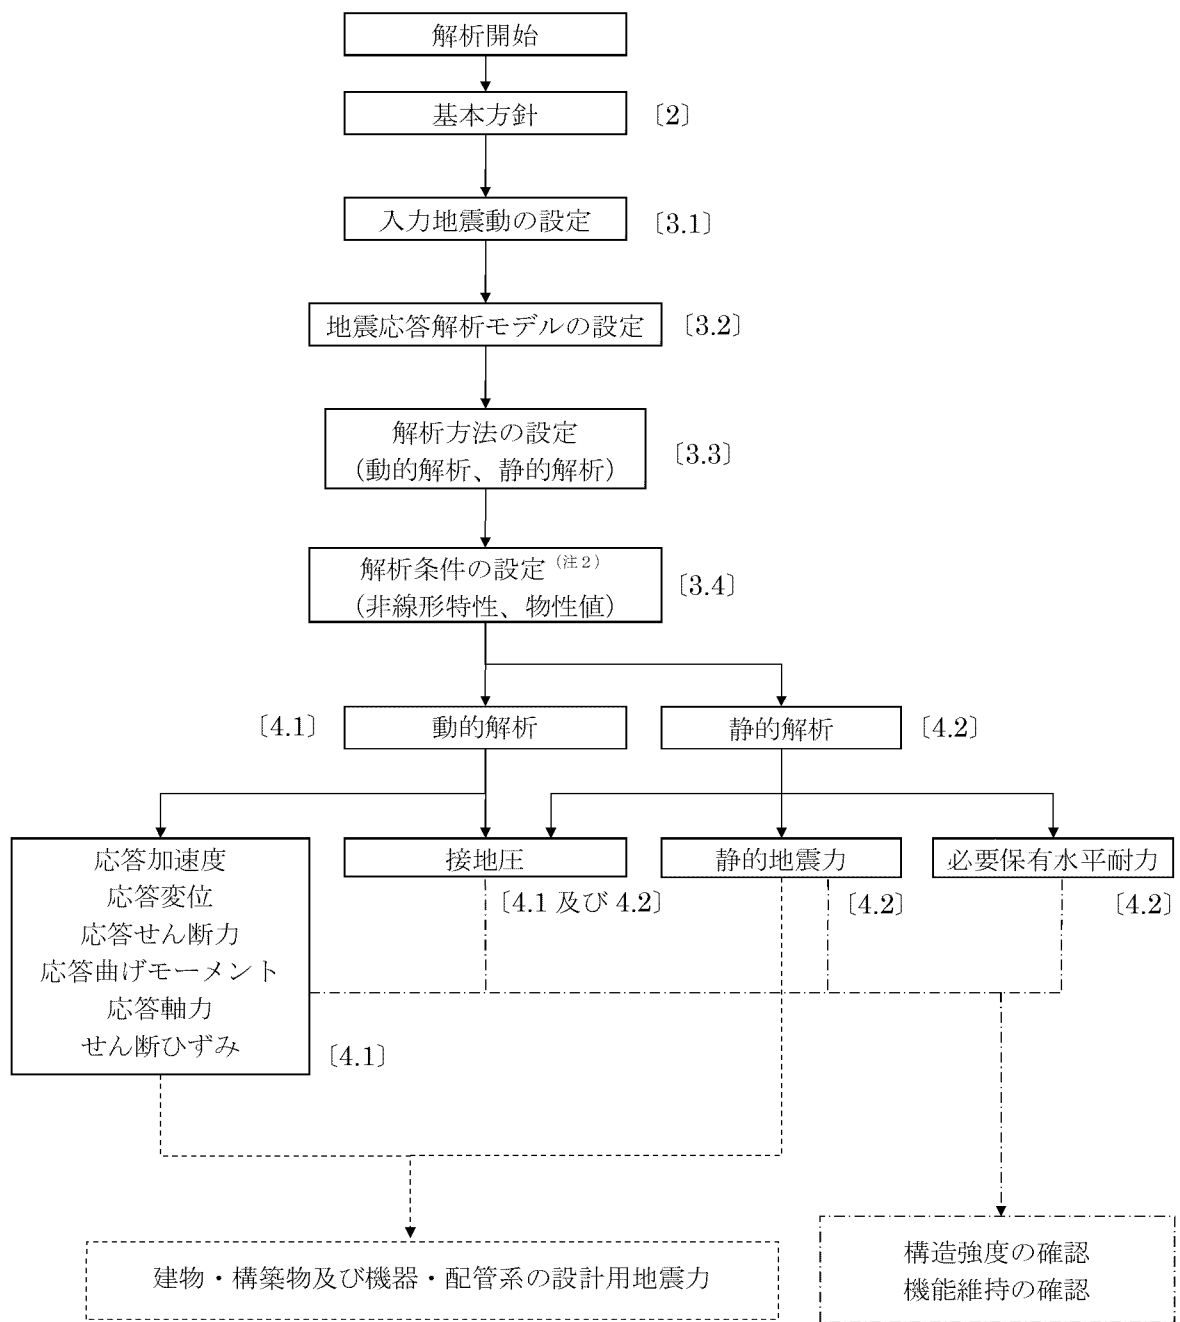 解析開始
基本方針
〔2〕
入力地震動の設定
〔3.1〕
地震応答解析モデルの設定
〔3.2〕
解析方法の設定
（動的解析、静的解析）
〔3.3〕
解析条件の設定（注２）
（非線形特性、物性値）
〔3.4〕
〔4.1〕
動的解析
静的解析
〔4.2〕
応答加速度
応答変位
応答せん断力
応答曲げモーメント
応答軸力
せん断ひずみ
〔4.1〕
接地圧
〔4.1 及び 4.2〕
静的地震力
〔4.2〕
必要保有水平耐力
〔4.2〕
建物・構築物及び機器・配管系の設計用地震力
構造強度の確認
機能維持の確認